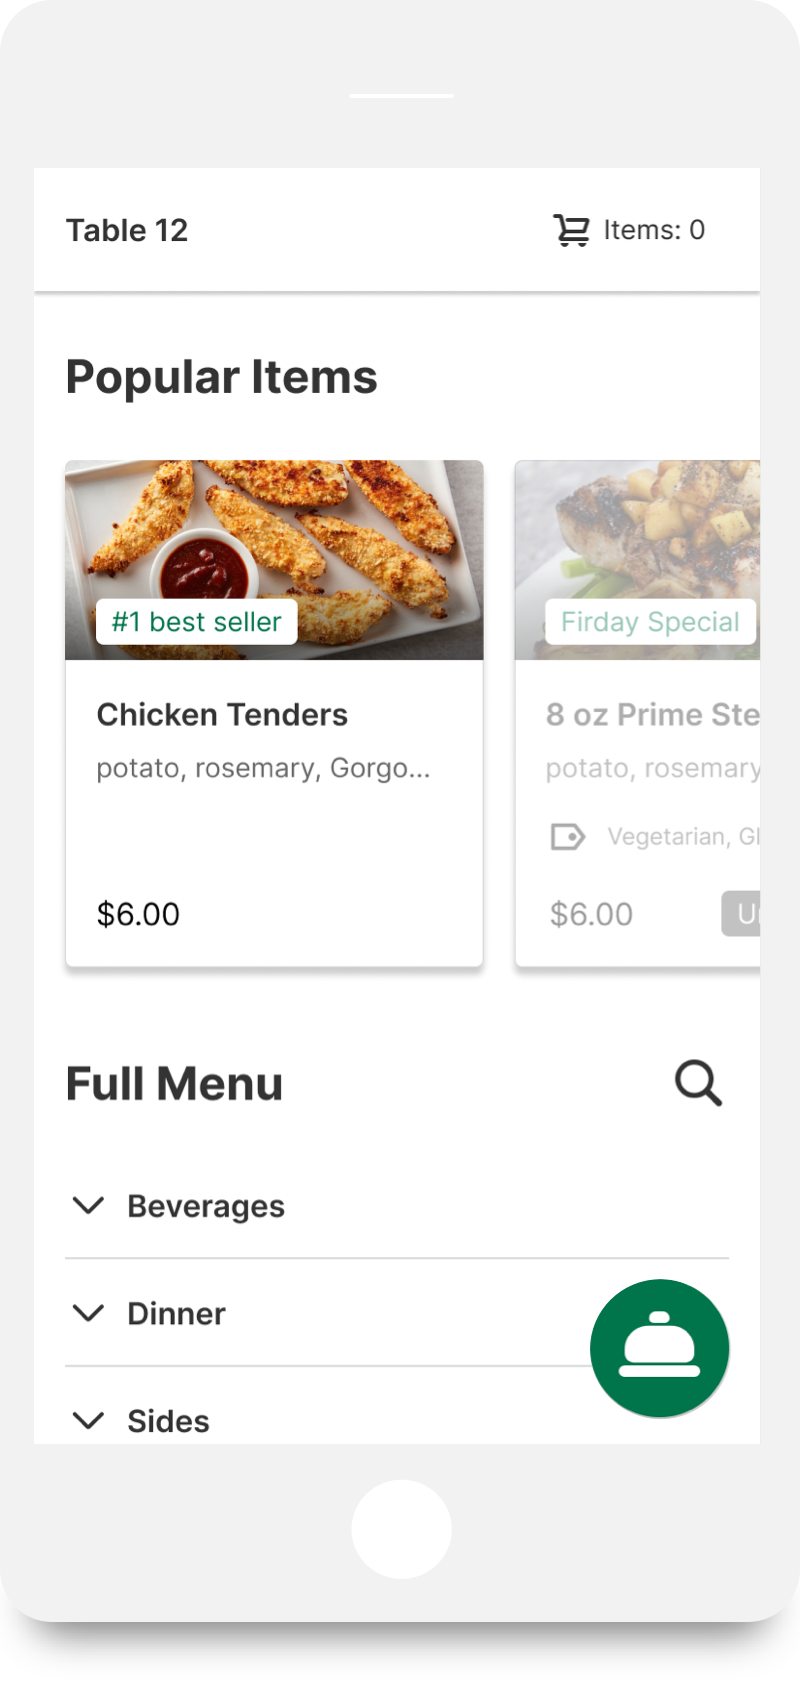 Table 12
Items: 0
Popular Items
#1 best seller
Chicken Tenders
potato, rosemary, Gorgo...
$6.00
Firday Special
8 oz Prime Ste
potato, rosemary
Vegetarian, Gl
$6.00
Un
Full Menu
Beverages
Dinner
Sides